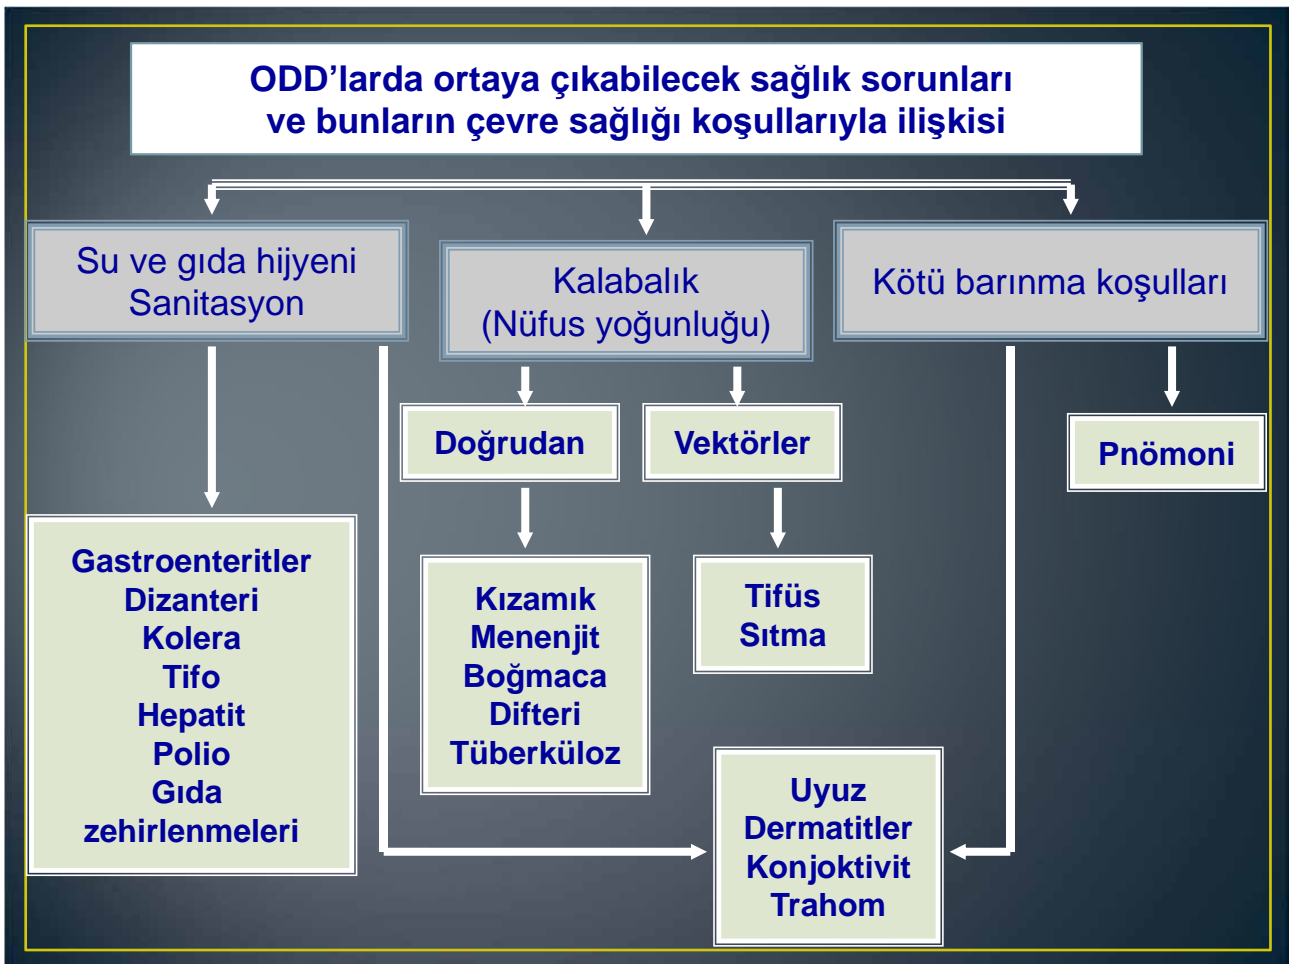 ODD’larda ortaya çıkabilecek sağlık sorunları
ve bunların çevre sağlığı koşullarıyla ilişkisi
Su ve gıda hijyeni
Sanitasyon
Kalabalık
(Nüfus yoğunluğu)
Kötü barınma koşulları
Doğrudan
Vektörler
Pnömoni
Gastroenteritler
Dizanteri
Kolera
Tifo
Hepatit
Polio
Gıda
zehirlenmeleri
Kızamık
Menenjit
Boğmaca
Difteri
Tüberküloz
Tifüs
Sıtma
Uyuz
Dermatitler
Konjoktivit
Trahom